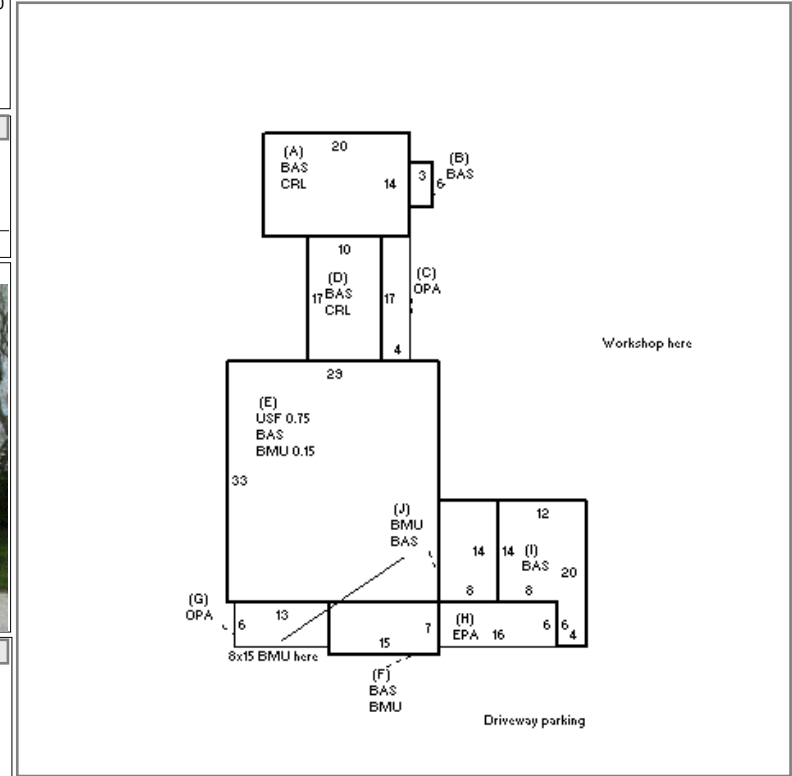 20
(A)
BAS
CRL
14
3
6
(B)
BAS
10
(D)
BAS
CRL
17
17
(C)
OPA
4
Workshop here
29
(E)
USF 0.75
BAS
BMU 0.15
33
(J)
BMU
BAS
12
14
14
(I)
BAS
20
8
8
(G)
OPA
6
13
7
(H)
EPA
16
6
6
4
15
8x15 BMU here
(F)
BAS
BMU
Driveway parking